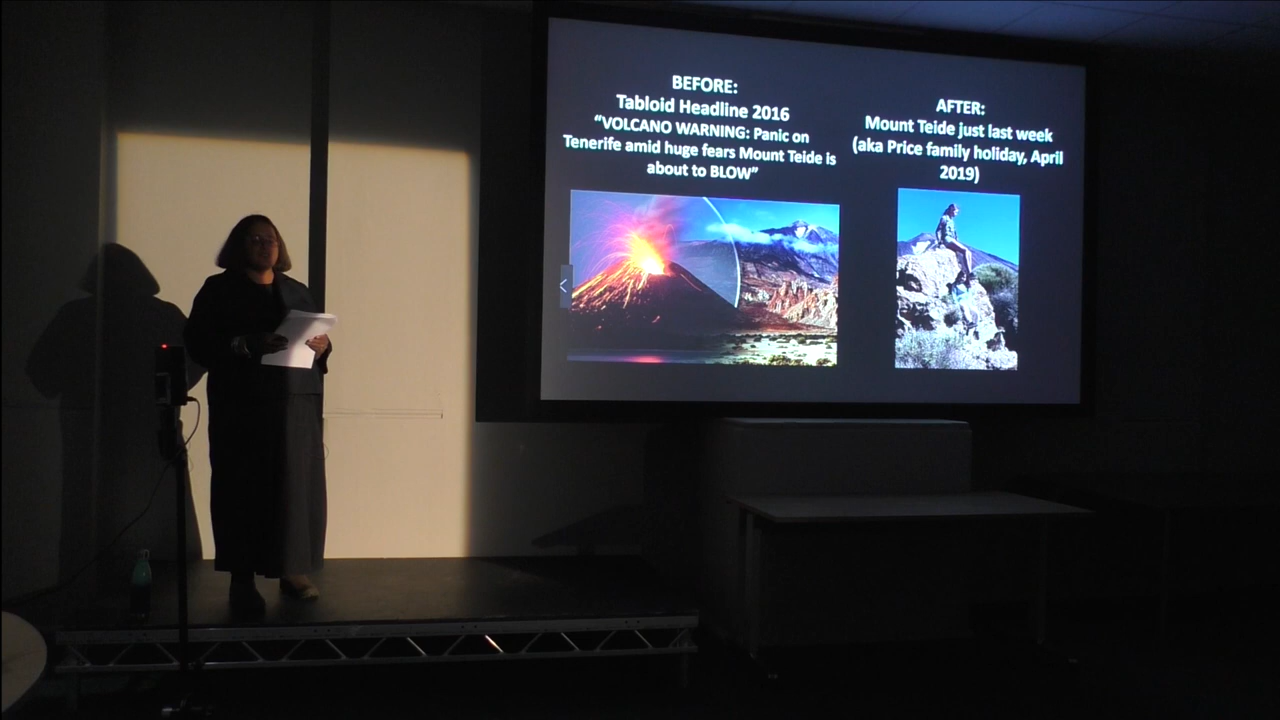 BEFORE:
Tabloid Headline 2016
“VOLCANO WARNING: Panic on
Tenerife amid huge fears Mount Teide is
about to BLOW”
AFTER:
Mount Teide just last week
(aka Price family holiday, April
2019)